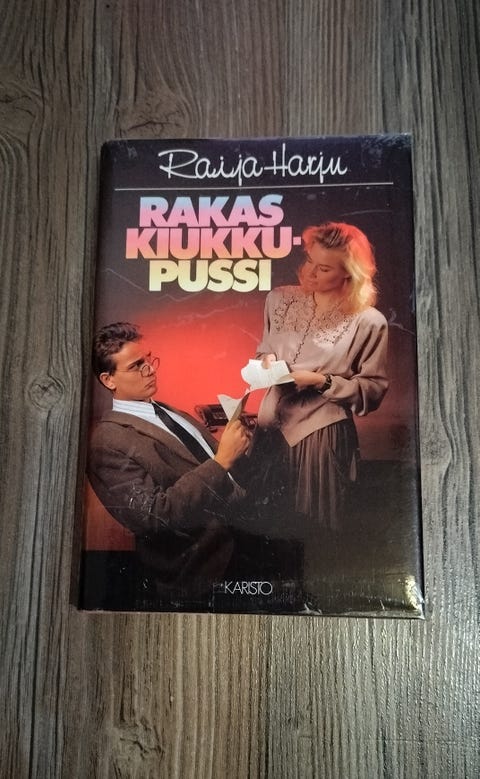 Raija Harju
RAKAS
KIUKKU-
PUSSI
KARISTO